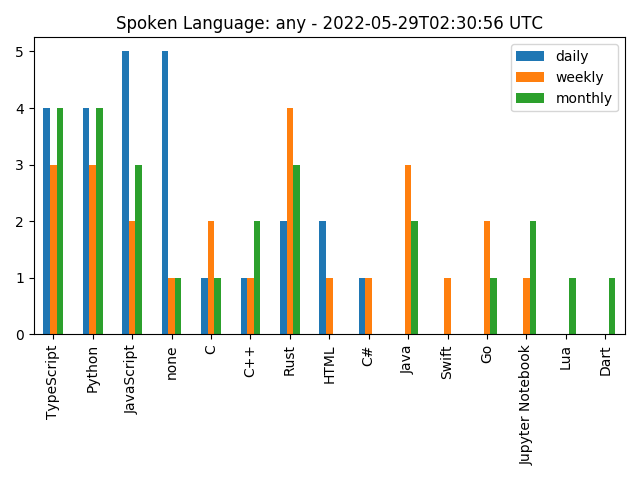 Spoken Language: any - 2022-05-29T02:30:56 UTC
daily
weekly
monthly
5
4
3
2
1
0
TypeScript
Python
JavaScript
none
C
C++
Rust
HTML
C#
Java
Swift
Go
Jupyter Notebook
Lua
Dart